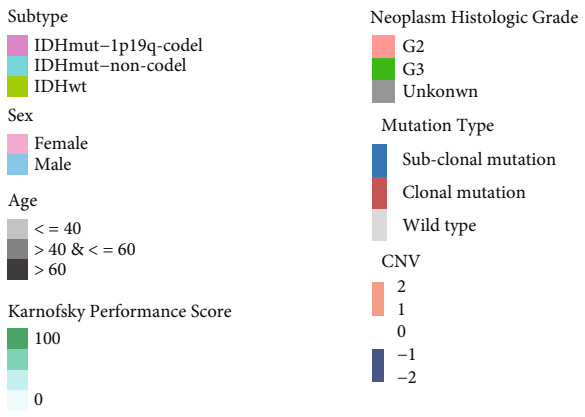 Subtype
IDHmut−1p19q-codel
IDHmut−non-codel
IDHwt
Sex
Female
Male
Age
< = 40
> 40 & < = 60
> 60
Karnofsky Performance Score
100
0
Neoplasm Histologic Grade
G2
G3
Unkonwn
Mutation Type
Sub-clonal mutation
Clonal mutation
Wild type
CNV
2
1
0
−1
−2